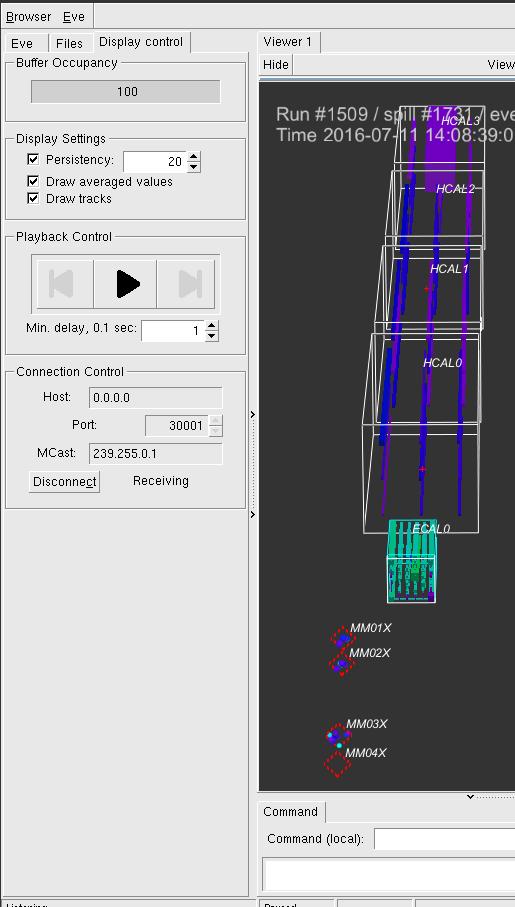 Browser Eve
Eve Files Display control
Buffer Occupancy
100
Display Settings
Persistency: 20
Draw averaged values
Draw tracks
Playback Control
Min. delay, 0.1 sec: 1
Connection Control
Host: 0.0.0.0
Port: 30001
MCast: 239.255.0.1
Disconnect Receiving
Viewer 1
Hide View
Run #1509 / spill #1731 / eve
Time 2016-07-11 14:08:39.0
HCAL3
HCAL2
HCAL1
HCAL0
ECAL0
MM01X
MM02X
MM03X
MM04X
Command
Command (local):